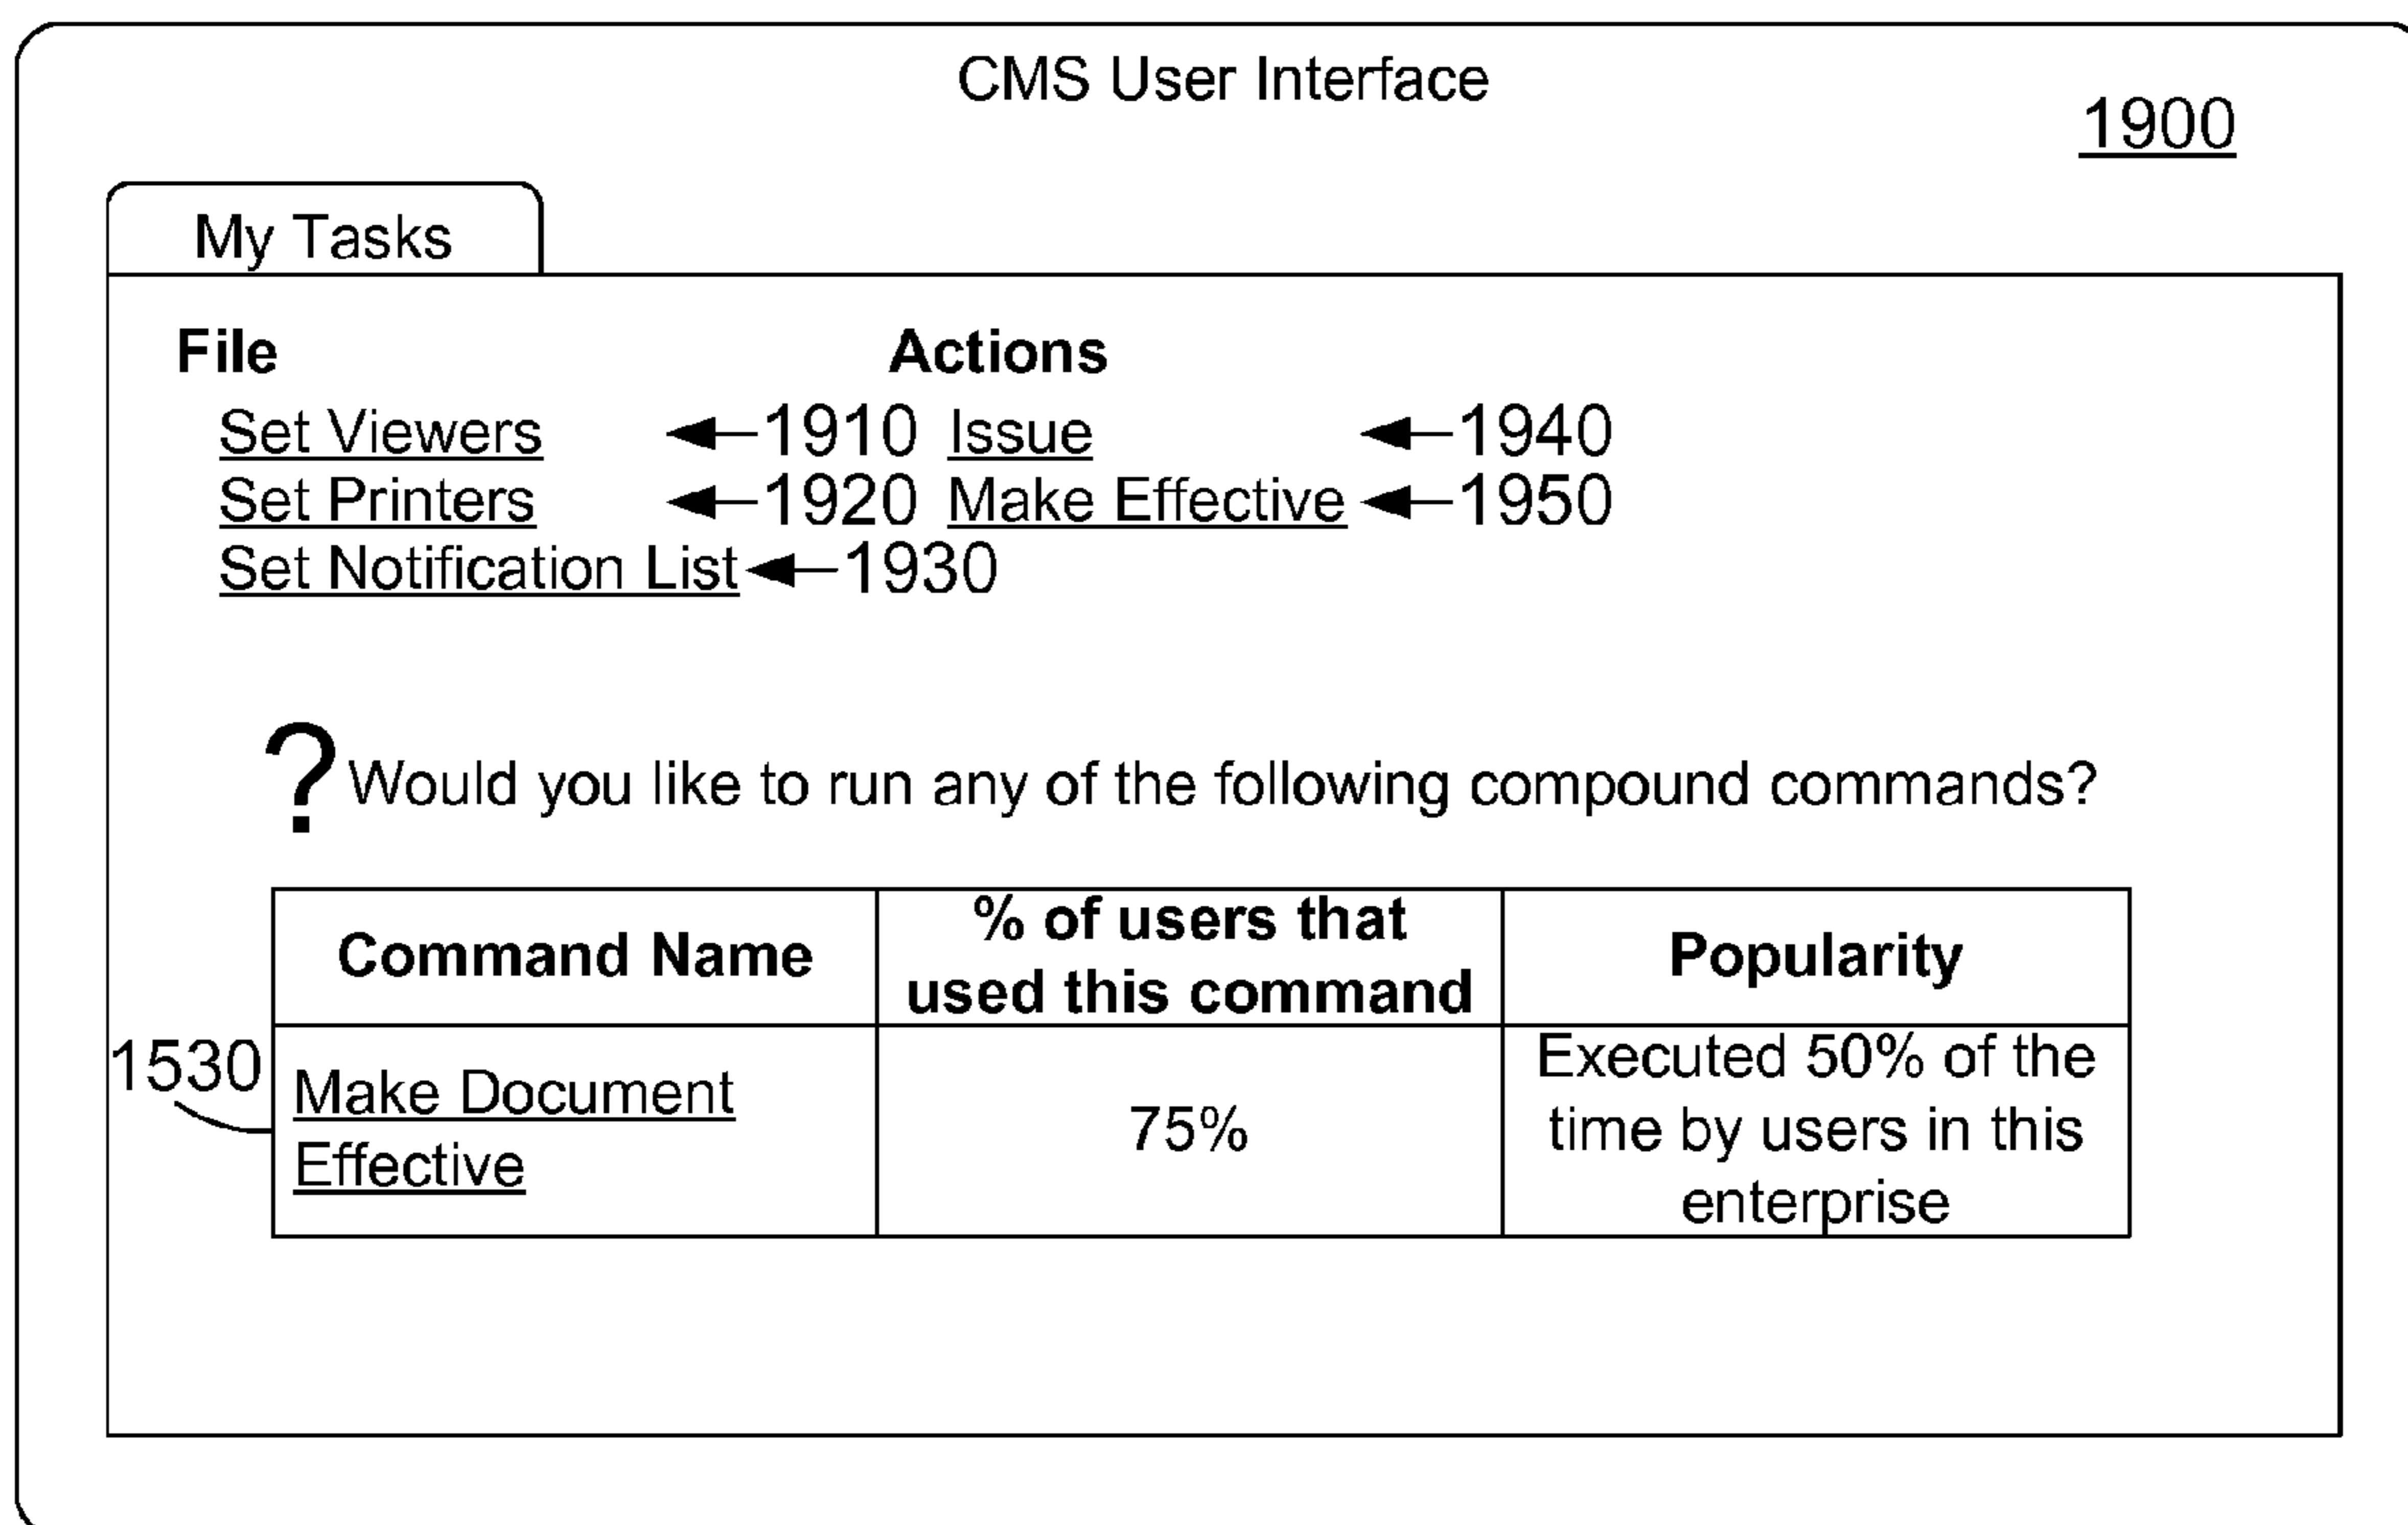 CMS User Interface
1900
My Tasks
File Actions
Set Viewers 1910 Issue 1940
Set Printers 1920 Make Effective 1950
Set Notification List 1930
? Would you like to run any of the following compound commands?
Command Name
% of users that
used this command
Popularity
1530
Make Document
Effective
75%
Executed 50% of the
time by users in this
enterprise